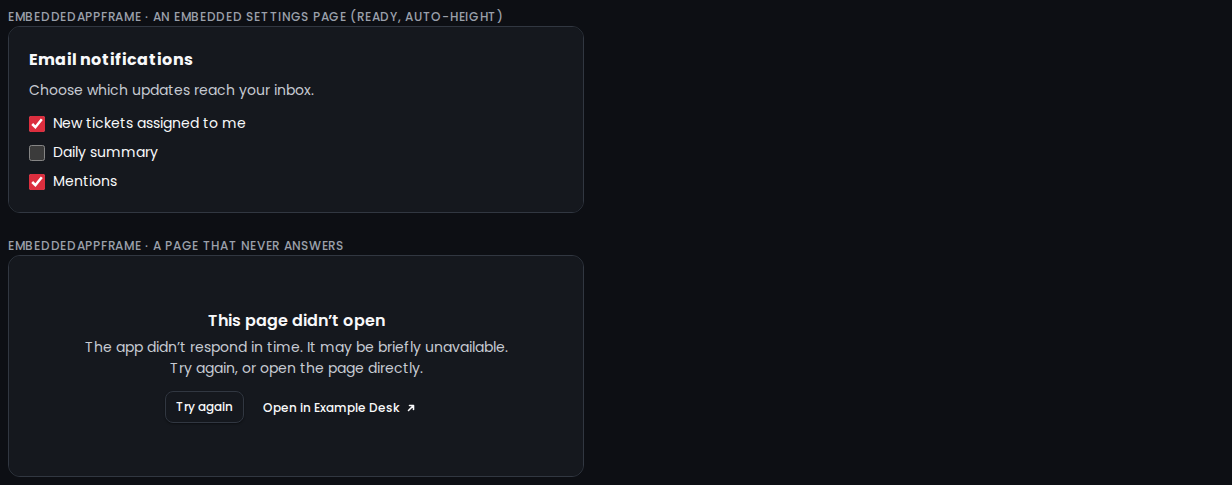 EMBEDDEDAPPFRAME · AN EMBEDDED SETTINGS PAGE (READY, AUTO-HEIGHT)
Email notifications
Choose which updates reach your inbox.
New tickets assigned to me
Daily summary
Mentions
EMBEDDEDAPPFRAME · A PAGE THAT NEVER ANSWERS
This page didn’t open
The app didn’t respond in time. It may be briefly unavailable.
Try again, or open the page directly.
Try again
Open in Example Desk ↗